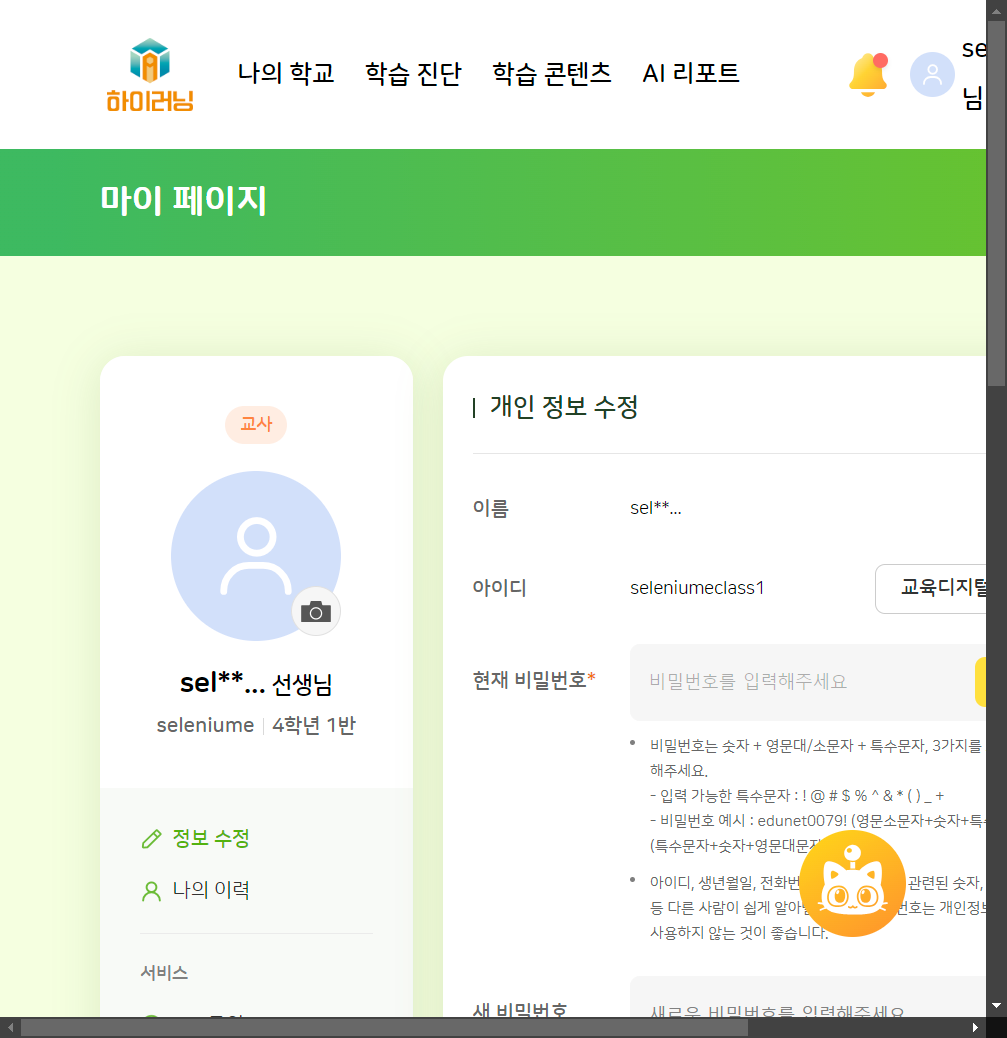 하이러닝
나의 학교 학습 진단 학습 콘텐츠 AI 리포트
se
님
마이 페이지
교사
sel**... 선생님
seleniume 4학년 1반
정보 수정
나의 이력
서비스
개인 정보 수정
이름 sel**...
아이디 seleniumeclass1 교육디지털
현재 비밀번호* 비밀번호를 입력해주세요
비밀번호는 숫자 + 영문대/소문자 + 특수문자, 3가지를
해주세요.
- 입력 가능한 특수문자 : ! @ # $ % ^ & * ( ) _ +
- 비밀번호 예시 : edunet0079! (영문소문자+숫자+특
(특수문자+숫자+영문대문자
아이디, 생년월일, 전화번 관련된 숫자,
등 다른 사람이 쉽게 알아 번호는 개인정보
사용하지 않는 것이 좋습니다.
새 비밀번호 새로운 비밀번호를 입력해주세요